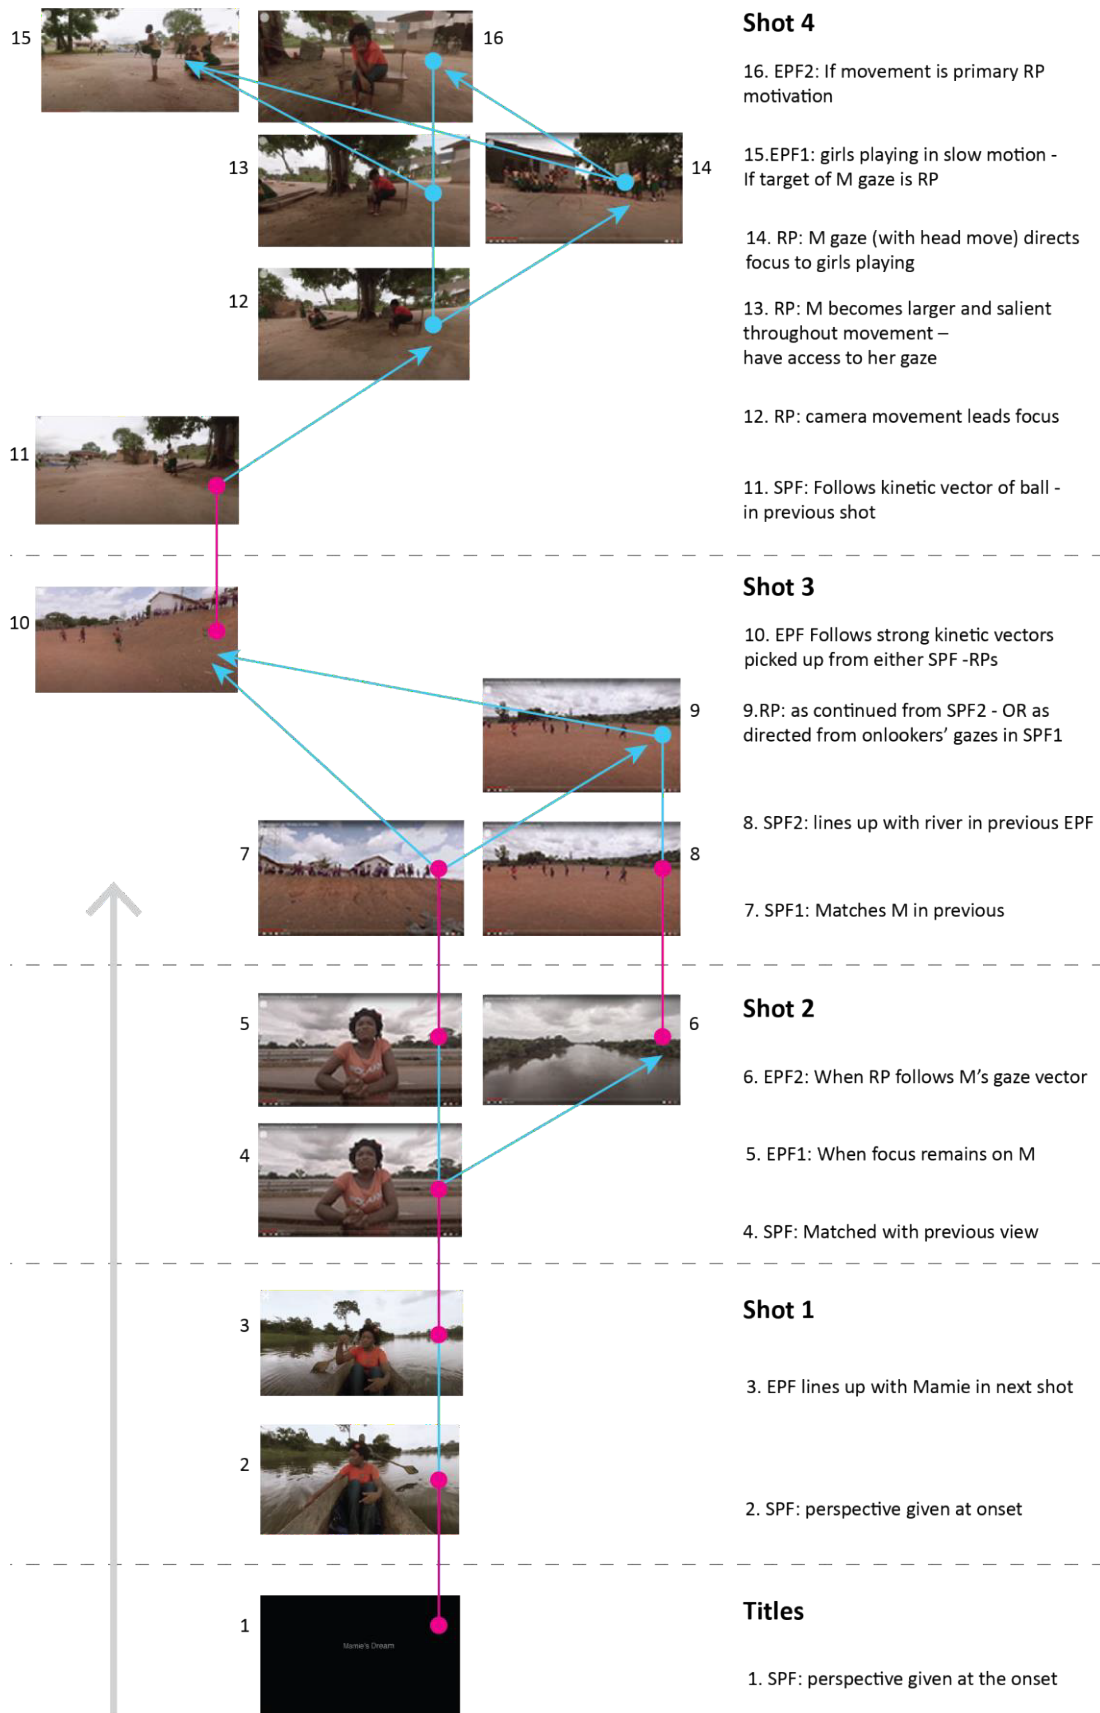 Shot 4
15
16
16. EPF2: If movement is primary RP
motivation
13
14
15.EPF1: girls playing in slow motion -
If target of M gaze is RP
14. RP: M gaze (with head move) directs
focus to girls playing
12
13. RP: M becomes larger and salient
throughout movement –
have access to her gaze
12. RP: camera movement leads focus
11
11. SPF: Follows kinetic vector of ball -
in previous shot
Shot 3
10
10. EPF Follows strong kinetic vectors
picked up from either SPF -RPs
9
9.RP: as continued from SPF2 - OR as
directed from onlookers' gazes in SPF1
7
8
8. SPF2: lines up with river in previous EPF
7. SPF1: Matches M in previous
Shot 2
5
6
6. EPF2: When RP follows M's gaze vector
4
5. EPF1: When focus remains on M
4. SPF: Matched with previous view
Shot 1
3
3. EPF lines up with Mamie in next shot
2
2. SPF: perspective given at onset
Titles
1
Mamie's Dream
1. SPF: perspective given at the onset